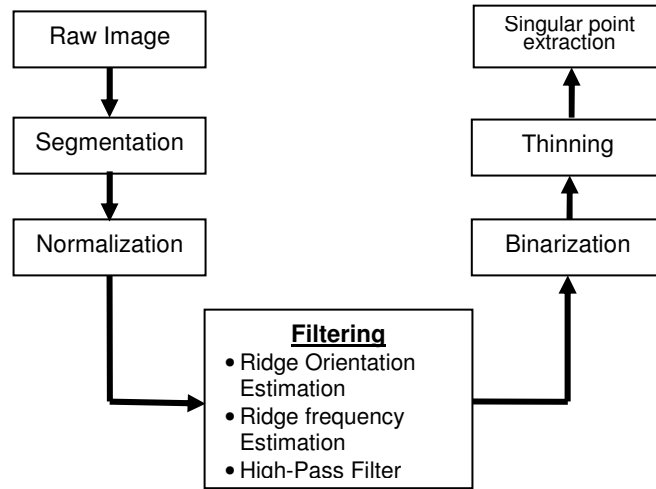 Raw Image
Segmentation
Normalization
Filtering
• Ridge Orientation
Estimation
• Ridge frequency
Estimation
• High-Pass Filter
Binarization
Thinning
Singular point
extraction